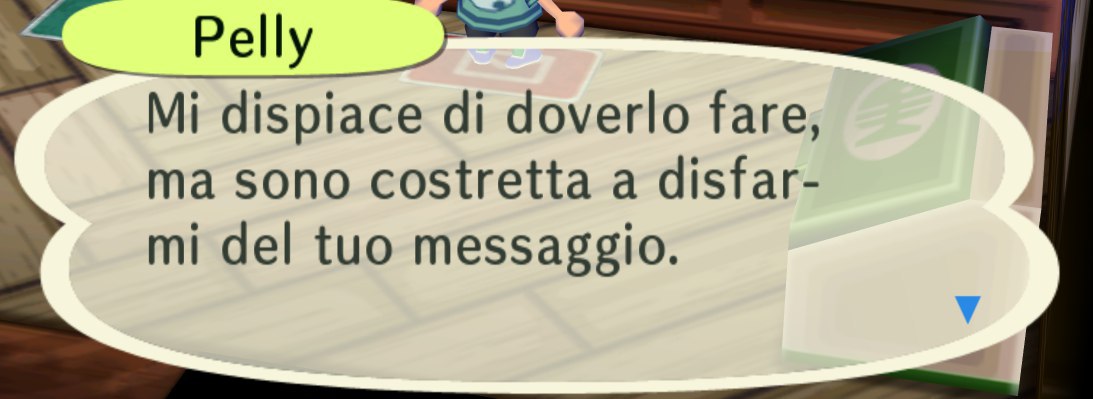 Pelly
Mi dispiace di doverlo fare,
ma sono costretta a disfar-
mi del tuo messaggio.